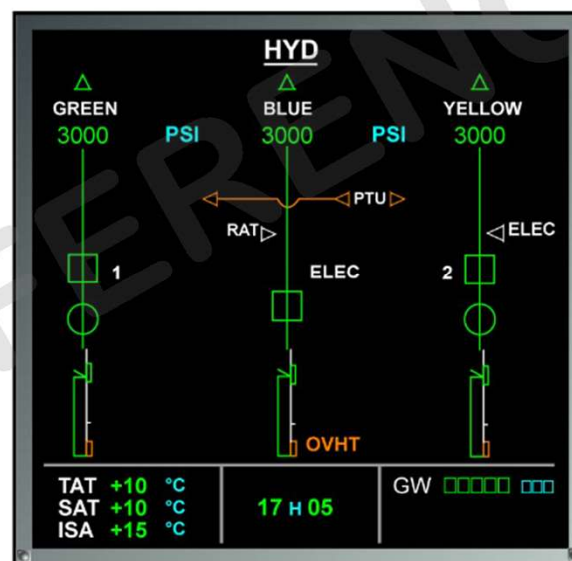 HYD
GREEN BLUE YELLOW
3000 PSI 3000 PSI 3000
PTU
RAT ELEC
1 ELEC 2
OVHT
TAT +10 °C
SAT +10 °C
ISA +15 °C
17 H 05
GW